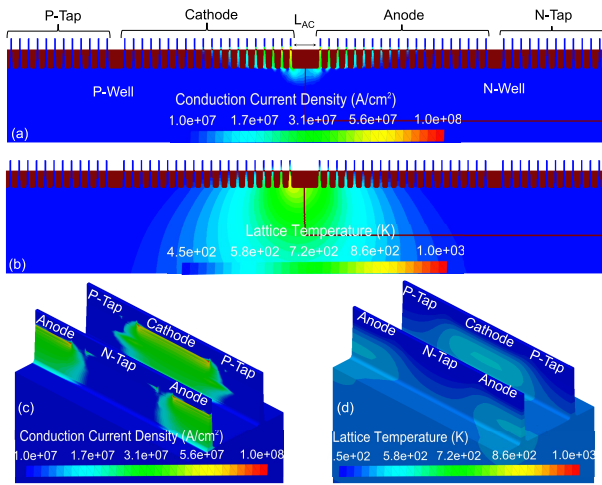 P-Tap Cathode L_AC Anode N-Tap
P-Well N-Well
Conduction Current Density (A/cm²)
1.0e+07 1.7e+07 3.1e+07 5.6e+07 1.0e+08
(a)
Lattice Temperature (K)
4.5e+02 5.8e+02 7.2e+02 8.6e+02 1.0e+03
(b)
P-Tap
Cathode
P-Tap
Anode
N-Tap
Anode
(c)
Conduction Current Density (A/cm²)
1.0e+07 1.0e+07 3.1e+07 5.6e+07 1.0e+08
P-Tap
Cathode
P-Tap
Anode
N-Tap
Anode
(d)
Lattice Temperature (K)
.5e+02 5.8e+02 7.2e+02 8.6e+02 1.0e+03